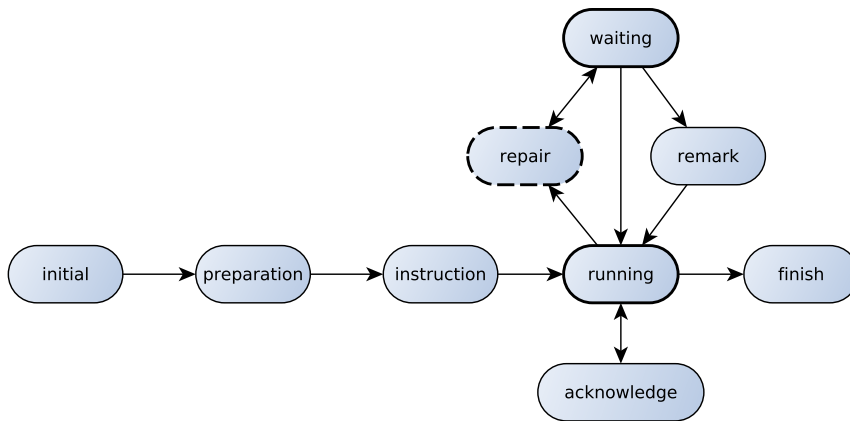 waiting
repair
remark
initial
preparation
instruction
running
finish
acknowledge